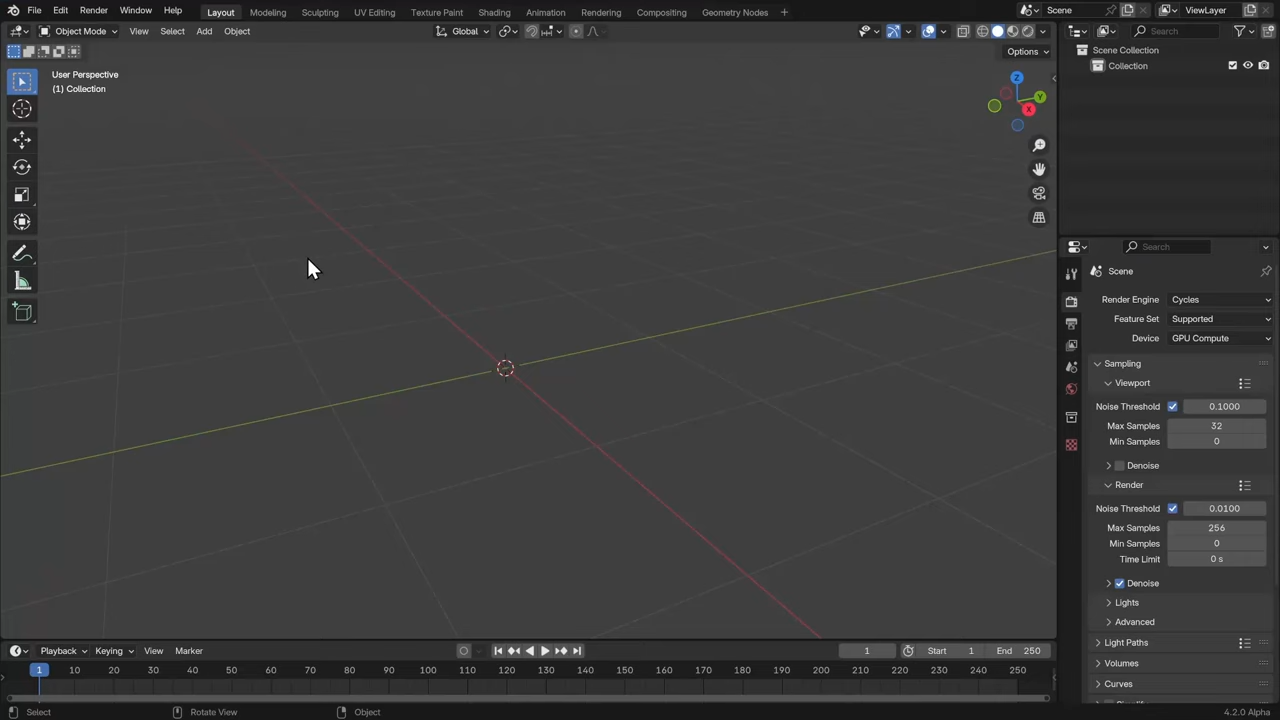 File Edit Render Window Help Layout Modeling Sculpting UV Editing Texture Paint Shading Animation Rendering Compositing Geometry Nodes + Scene ViewLayer
Object Mode View Select Add Object Global Search
Options
User Perspective
(1) Collection
Z
Y
X
Scene Collection
Collection
Search
Scene
Render Engine Cycles
Feature Set Supported
Device GPU Compute
Sampling
Viewport
Noise Threshold 0.1000
Max Samples 32
Min Samples 0
Denoise
Render
Noise Threshold 0.0100
Max Samples 256
Min Samples 0
Time Limit 0 s
Denoise
Lights
Advanced
Light Paths
Volumes
Curves
Playback Keying View Marker 1 Start 1 End 250
1 10 20 30 40 50 60 70 80 90 100 110 120 130 140 150 160 170 180 190 200 210 220 230 240 250
Select Rotate View Object 4.2.0 Alpha